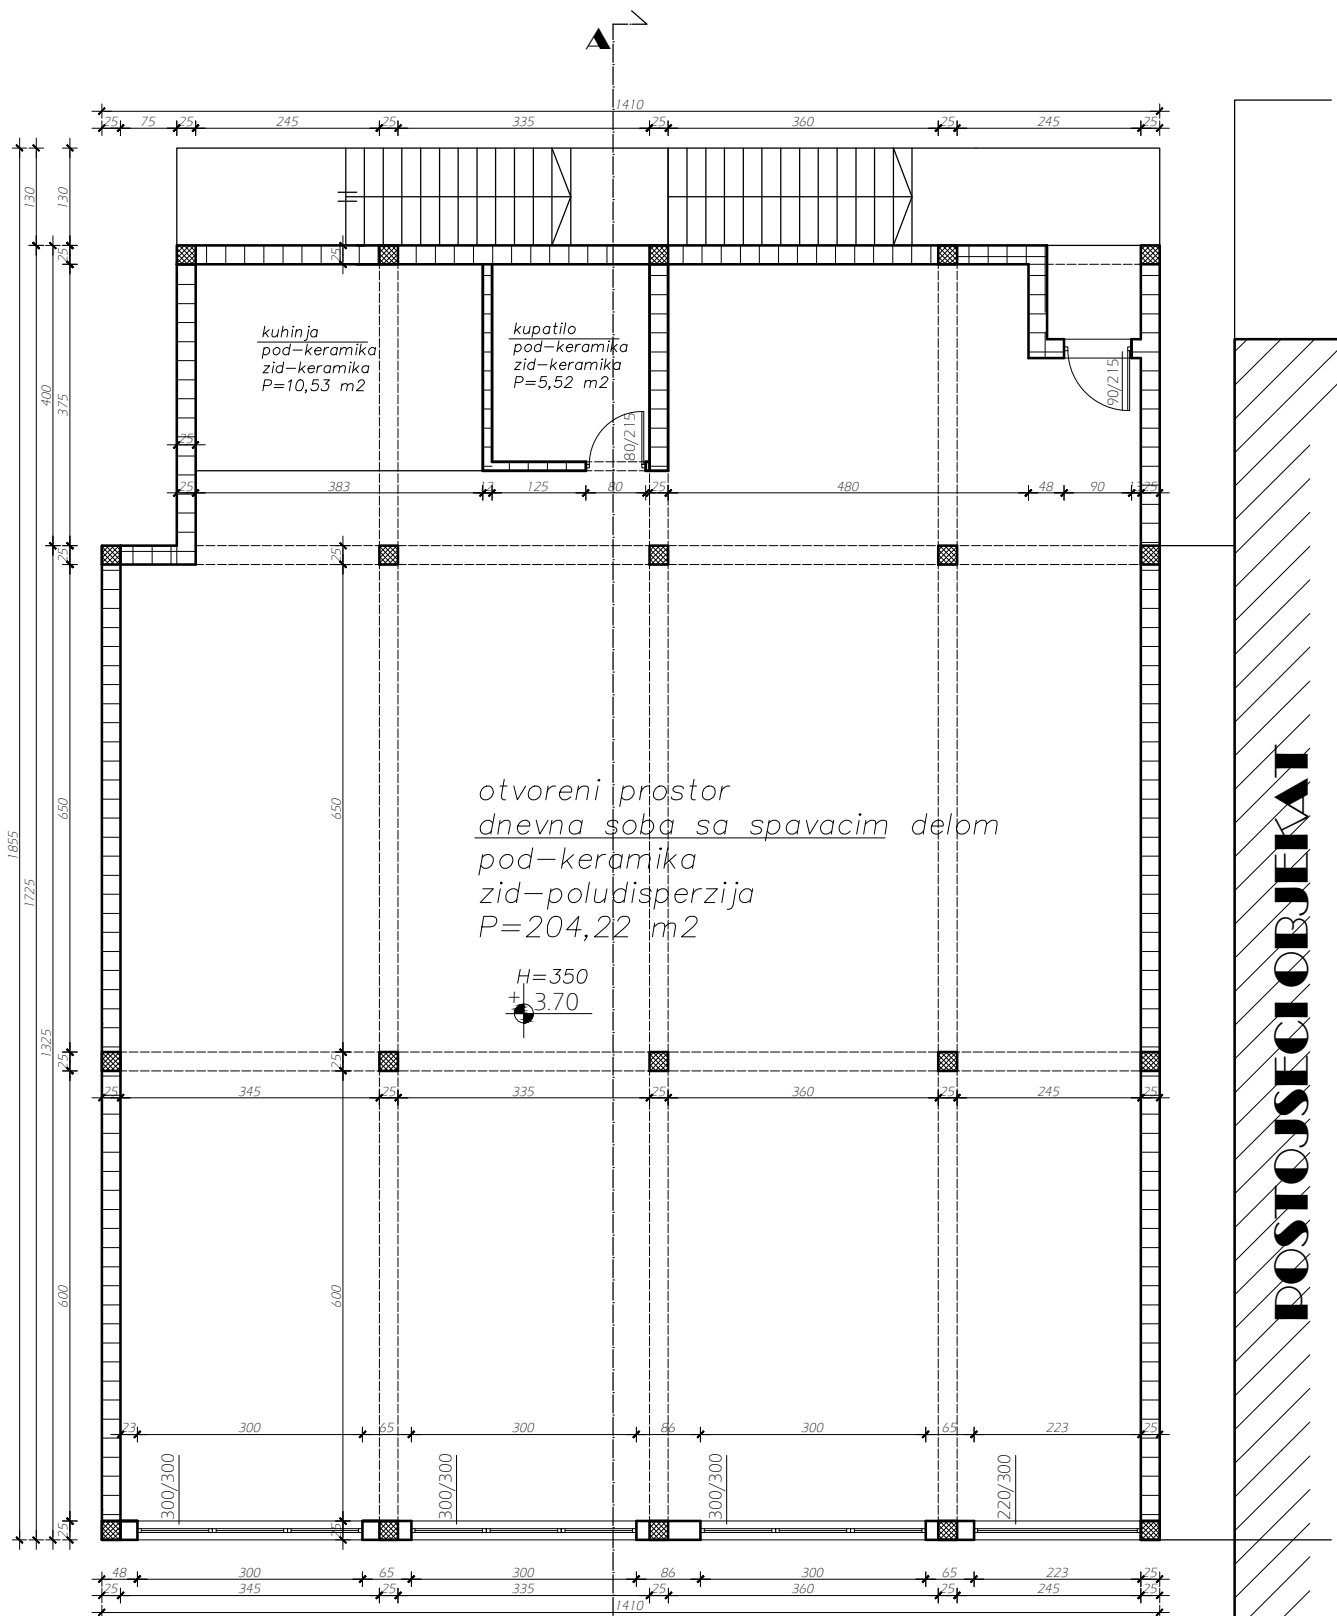 A
1410
25 75 25 245 25 335 25 360 25 245 25
130 130
25 25
kuhinja
pod-keramika
zid-keramika
P=10,53 m2
kupatilo
pod-keramika
zid-keramika
P=5,52 m2
80/215
90/215
400 375
25
25 383 12 125 80 25 480 48 90 25
25 25
650 650
1855 1725
otvoreni prostor
dnevna soba sa spavacim delom
pod-keramika
zid-poludisperzija
P=204,22 m2
H=350
± 3.70
POSTOJSECI OBJEKAT
1325
25 25
25 345 25 335 25 360 25 245 25
600 600
23 300 65 300 86 300 65 223 25
300/300 300/300 300/300 220/300
25 25
48 300 65 300 86 300 65 223 25
25 345 25 335 25 360 25 245 25
1410